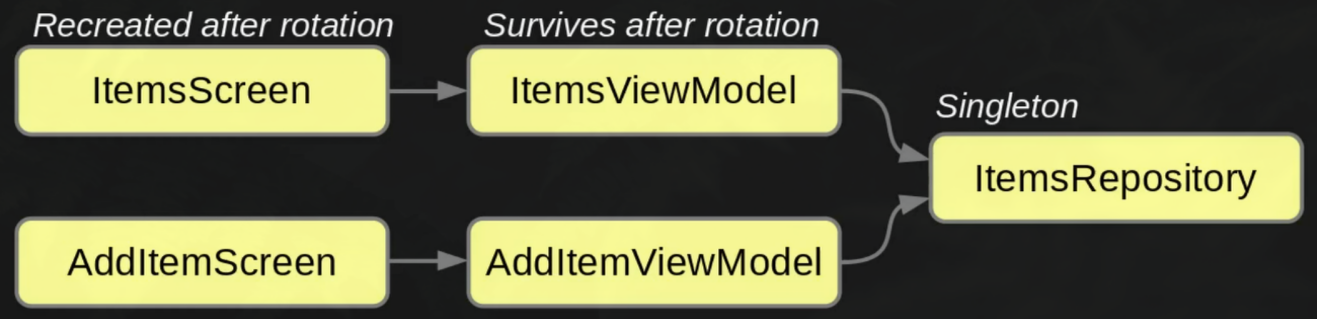 Recreated after rotation
Survives after rotation
ItemsScreen
ItemsViewModel
Singleton
ItemsRepository
AddItemScreen
AddItemViewModel